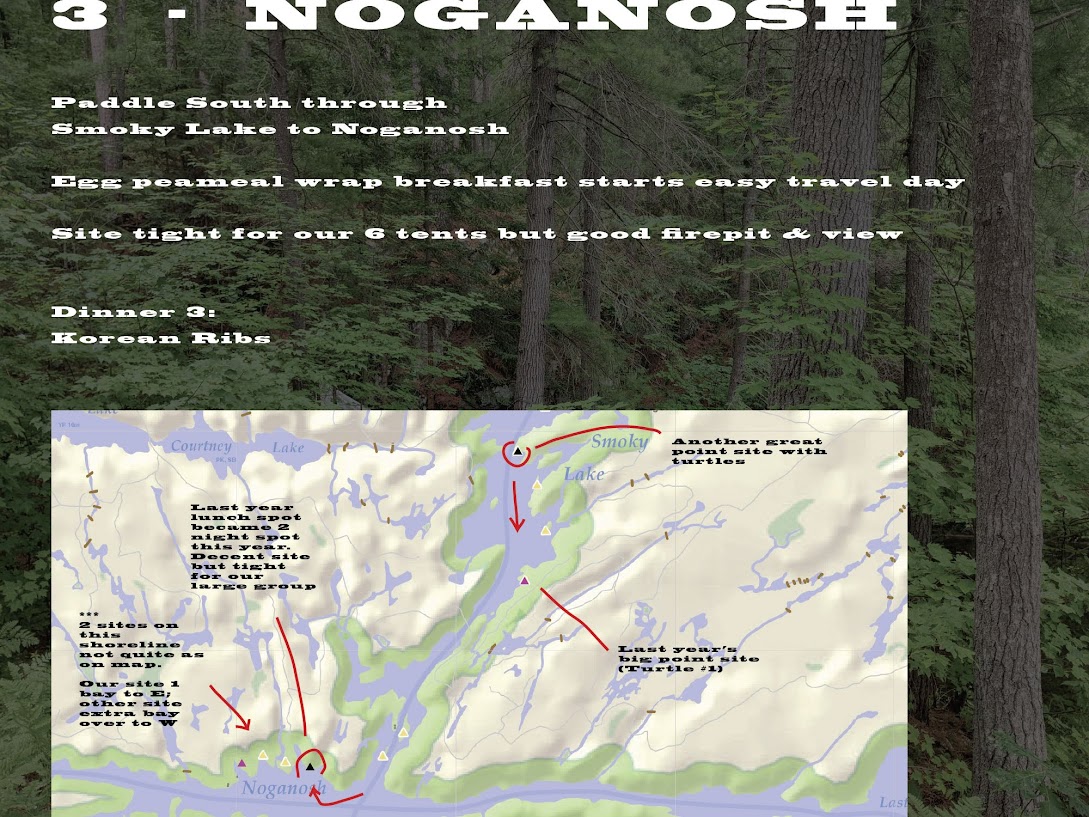 3 - NOGANOSH
Paddle South through
Smoky Lake to Noganosh
Egg peameal wrap breakfast starts easy travel day
Site tight for our 6 tents but good firepit & view
Dinner 3:
Korean Ribs
Lake
Courtney Lake
Smoky
Lake
Another great
point site with
turtles
Last year
lunch spot
became 2
night spot
this year.
Decent site
but tight
for our
large group
***
2 sites on
this
shoreline
not quite as
on map.
Our site 1
bay to E;
other site
extra bay
over to W
Last year's
big point site
(Turtle #1)
Noganosh
Last